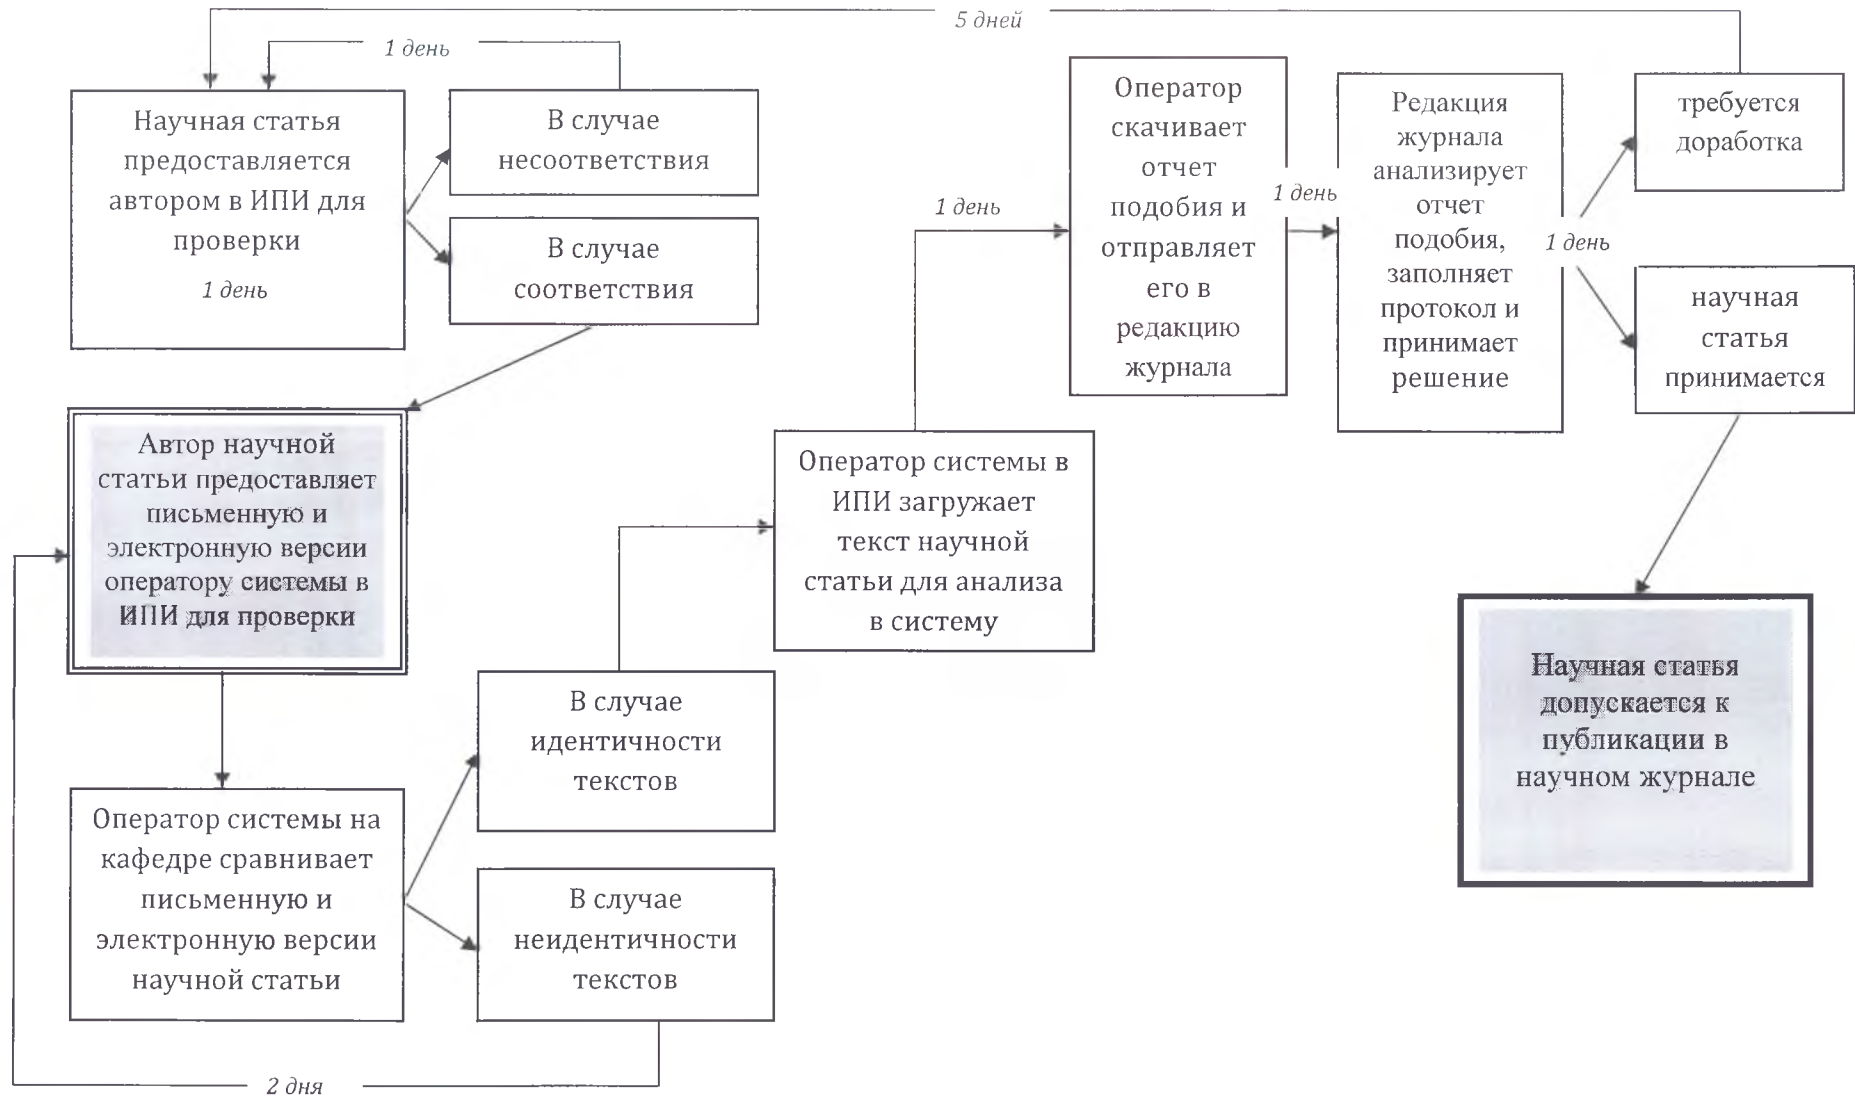 5 дней
1 день
Научная статья
предоставляется
автором в ИПИ для
проверки
1 день
В случае
несоответствия
В случае
соответствия
Автор научной
статьи предоставляет
письменную и
электронную версии
оператору системы в
ИПИ для проверки
Оператор системы на
кафедре сравнивает
письменную и
электронную версии
научной статьи
В случае
идентичности
текстов
В случае
неидентичности
текстов
2 дня
Оператор системы в
ИПИ загружает
текст научной
статьи для анализа
в систему
1 день
Оператор
скачивает
отчет
подобия и
отправляет
его в
редакцию
журнала
1 день
Редакция
журнала
анализирует
отчет
подобия,
заполняет
протокол и
принимает
решение
1 день
требуется
доработка
научная
статья
принимается
Научная статья
допускается к
публикации в
научном журнале